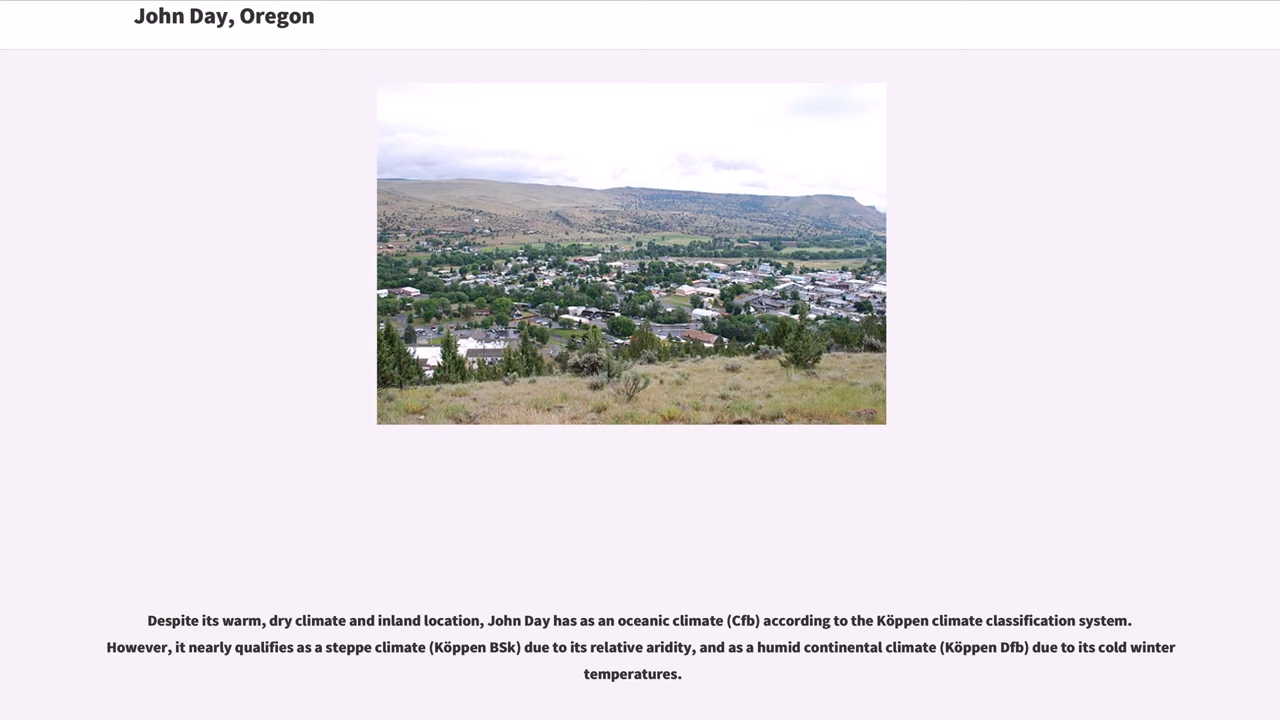 John Day, Oregon
Despite its warm, dry climate and inland location, John Day has as an oceanic climate (Cfb) according to the Köppen climate classification system.
However, it nearly qualifies as a steppe climate (Köppen BSk) due to its relative aridity, and as a humid continental climate (Köppen Dfb) due to its cold winter
temperatures.